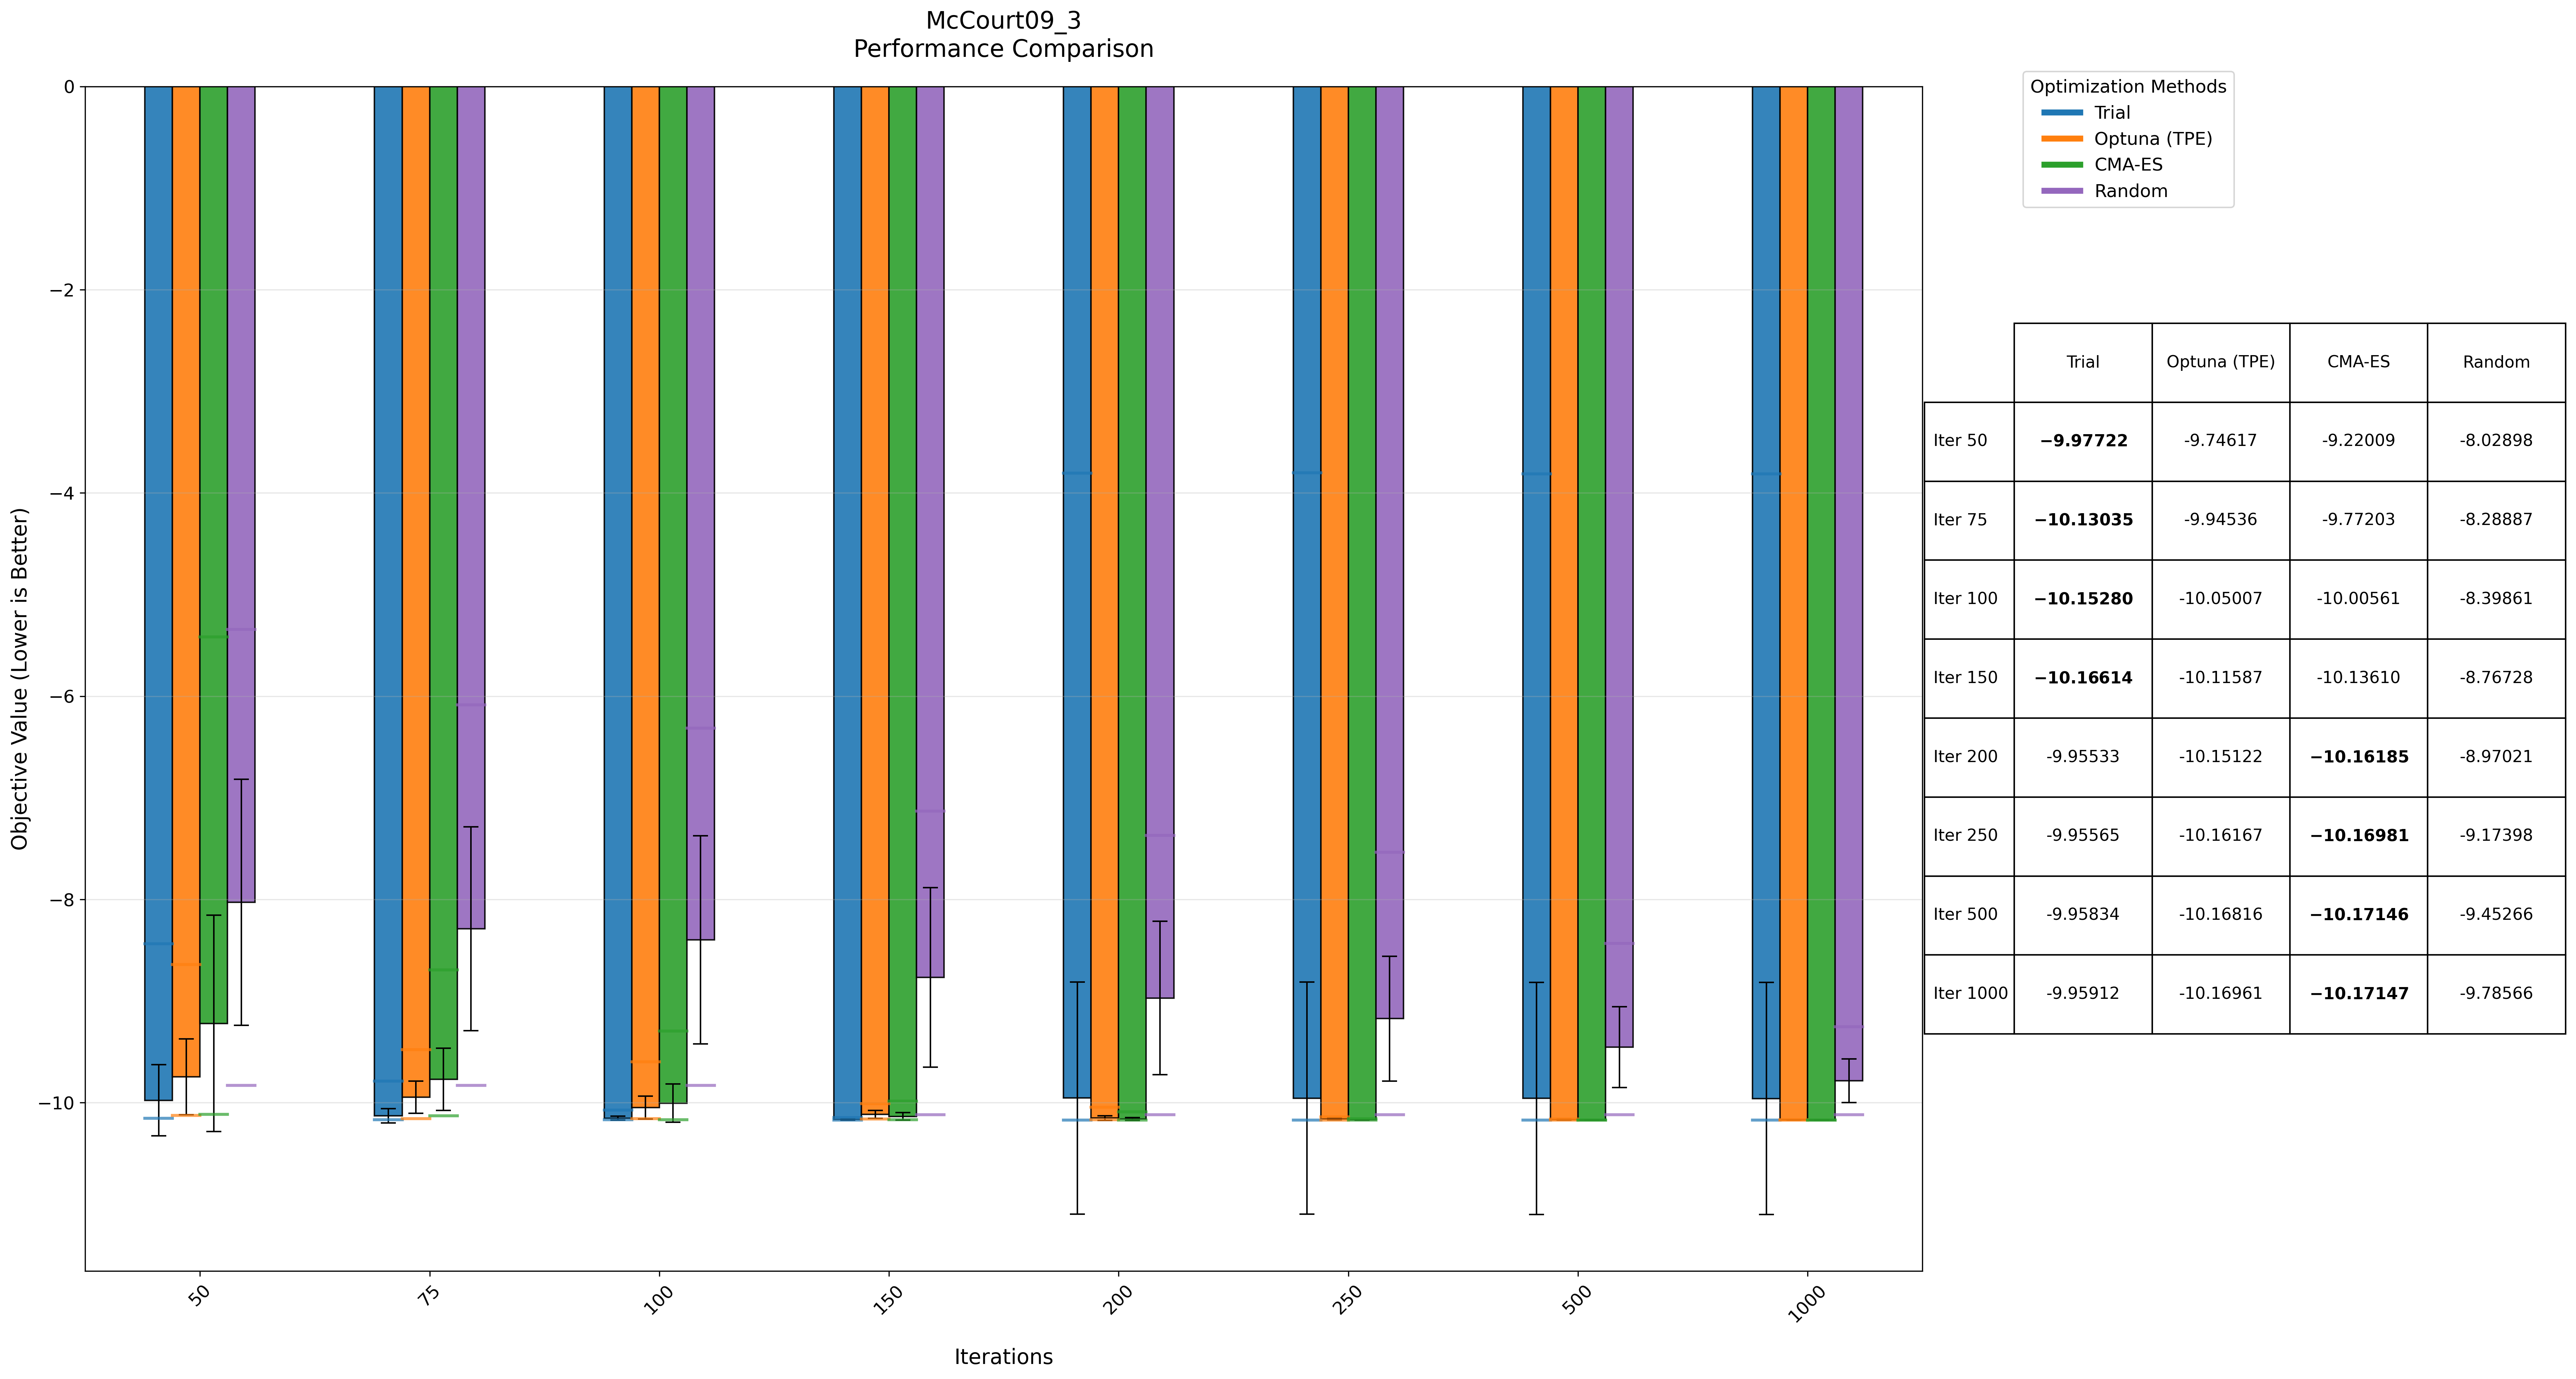 McCourt09_3
Performance Comparison
Objective Value (Lower is Better)
0
−2
−4
−6
−8
−10
50
75
100
150
200
250
500
1000
Iterations
Optimization Methods
Trial
Optuna (TPE)
CMA-ES
Random
Trial Optuna (TPE) CMA-ES Random
Iter 50 −9.97722 -9.74617 -9.22009 -8.02898
Iter 75 −10.13035 -9.94536 -9.77203 -8.28887
Iter 100 −10.15280 -10.05007 -10.00561 -8.39861
Iter 150 −10.16614 -10.11587 -10.13610 -8.76728
Iter 200 -9.95533 -10.15122 −10.16185 -8.97021
Iter 250 -9.95565 -10.16167 −10.16981 -9.17398
Iter 500 -9.95834 -10.16816 −10.17146 -9.45266
Iter 1000 -9.95912 -10.16961 −10.17147 -9.78566